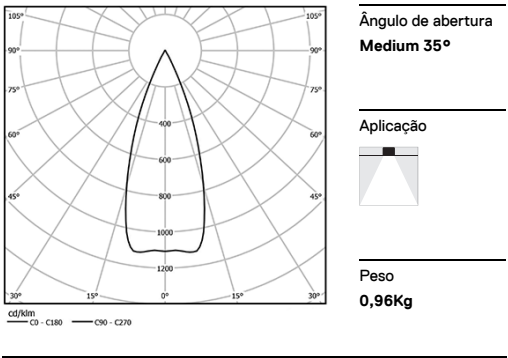 105°
105°
90°
90°
75°
75°
60°
60°
45°
45°
400
600
800
1000
1200
30°
15°
0°
15°
30°
cd/klm
C0 - C180
C90 - C270
Ângulo de abertura
Medium 35º
Aplicação
Peso
0,96Kg